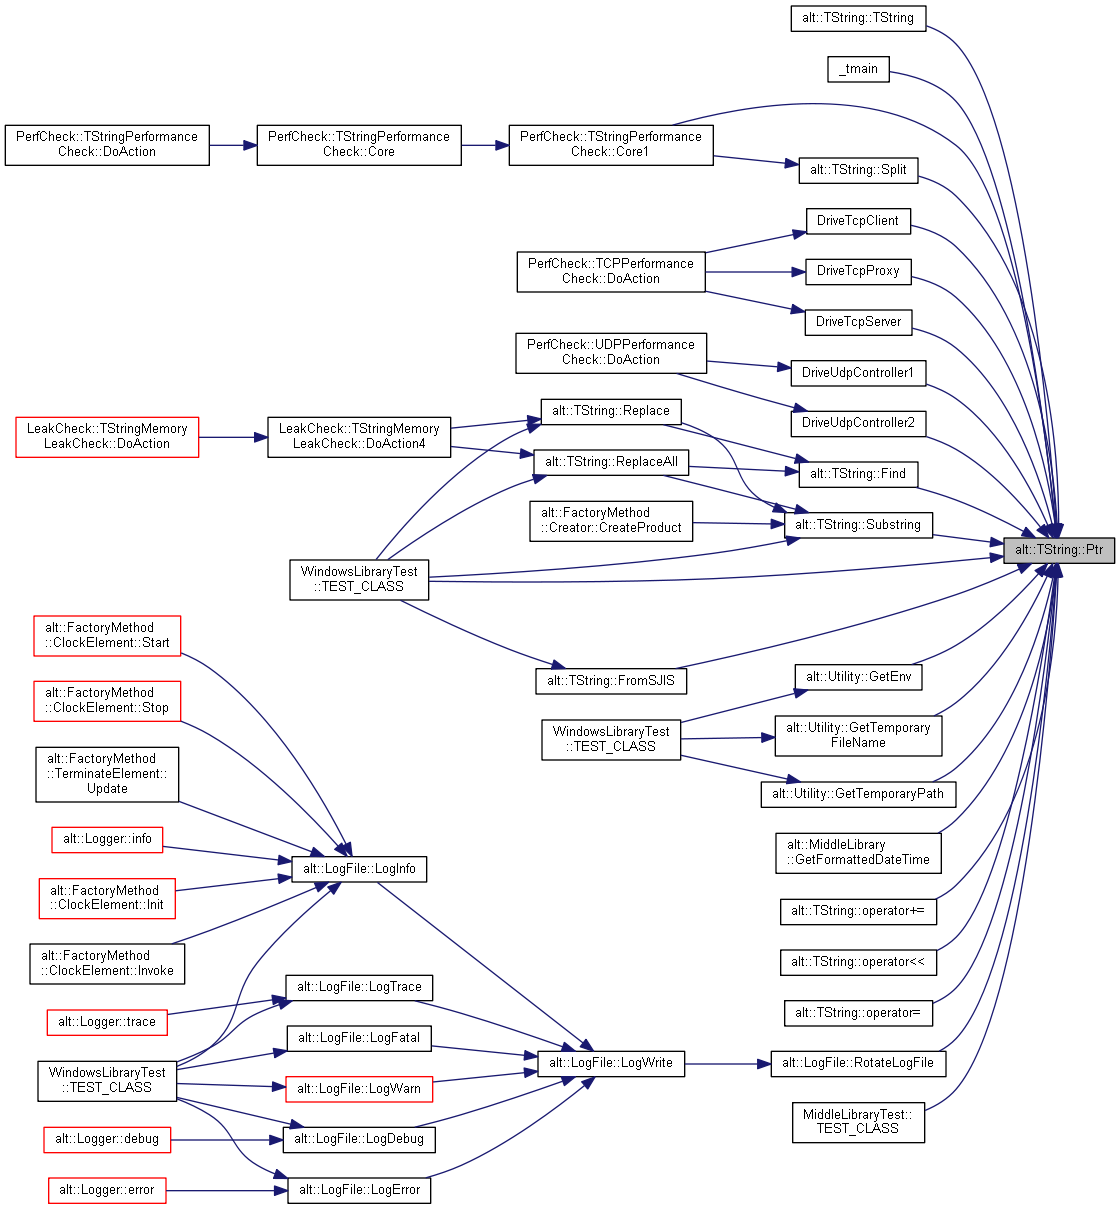 alt::TString::TString
_tmain
PerfCheck::TStringPerformance
Check::DoAction
PerfCheck::TStringPerformance
Check::Core
PerfCheck::TStringPerformance
Check::Core1
alt::TString::Split
DriveTcpClient
PerfCheck::TCPPerformance
Check::DoAction
DriveTcpProxy
DriveTcpServer
PerfCheck::UDPPerformance
Check::DoAction
DriveUdpController1
DriveUdpController2
LeakCheck::TStringMemory
LeakCheck::DoAction
LeakCheck::TStringMemory
LeakCheck::DoAction4
alt::TString::Replace
alt::TString::ReplaceAll
alt::TString::Find
alt::FactoryMethod
::Creator::CreateProduct
alt::TString::Substring
alt::TString::Ptr
WindowsLibraryTest
::TEST_CLASS
alt::TString::FromSJIS
alt::Utility::GetEnv
WindowsLibraryTest
::TEST_CLASS
alt::Utility::GetTemporary
FileName
alt::Utility::GetTemporaryPath
alt::MiddleLibrary
::GetFormattedDateTime
alt::TString::operator+=
alt::TString::operator<<
alt::TString::operator=
alt::FactoryMethod
::ClockElement::Start
alt::FactoryMethod
::ClockElement::Stop
alt::FactoryMethod
::TerminateElement::
Update
alt::Logger::info
alt::LogFile::LogInfo
alt::FactoryMethod
::ClockElement::Init
alt::FactoryMethod
::ClockElement::Invoke
alt::LogFile::LogTrace
alt::Logger::trace
alt::LogFile::LogFatal
alt::LogFile::LogWrite
alt::LogFile::RotateLogFile
WindowsLibraryTest
::TEST_CLASS
alt::LogFile::LogWarn
MiddleLibraryTest::
TEST_CLASS
alt::Logger::debug
alt::LogFile::LogDebug
alt::Logger::error
alt::LogFile::LogError